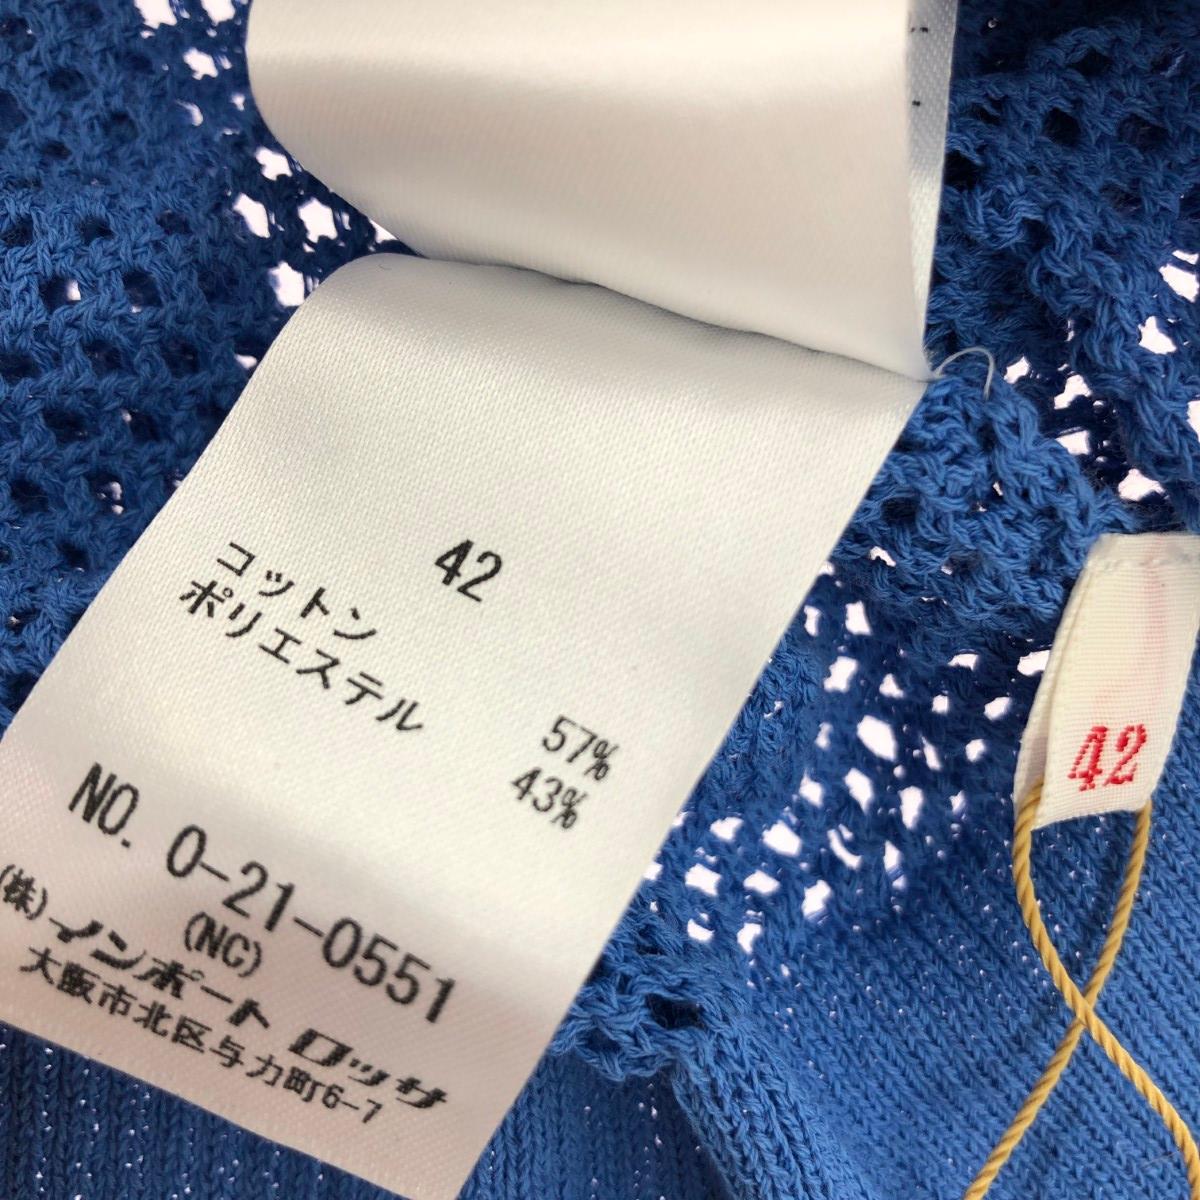 42
コットン 57%
ポリエステル 43%
NO. 0-21-0551
(NC)
(株)インポート ロッサ
大阪市北区与力町6-7
42